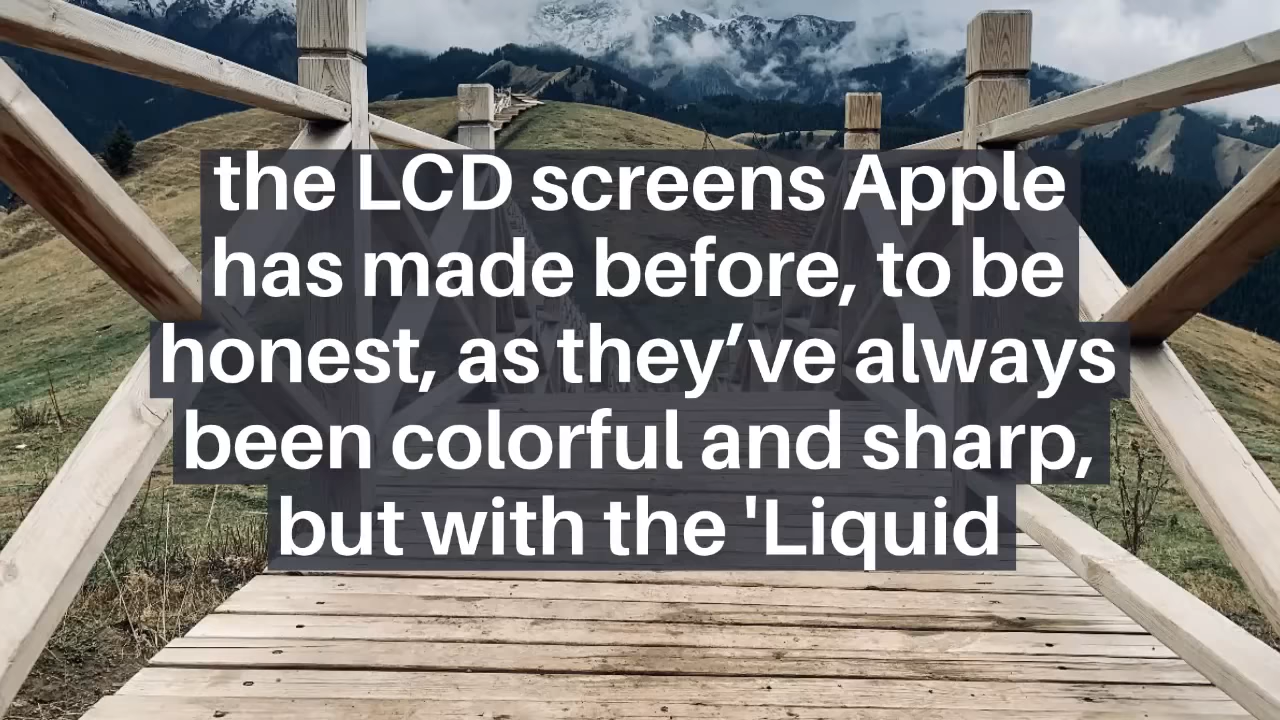 the LCD screens Apple
has made before, to be
honest, as they’ve always
been colorful and sharp,
but with the 'Liquid